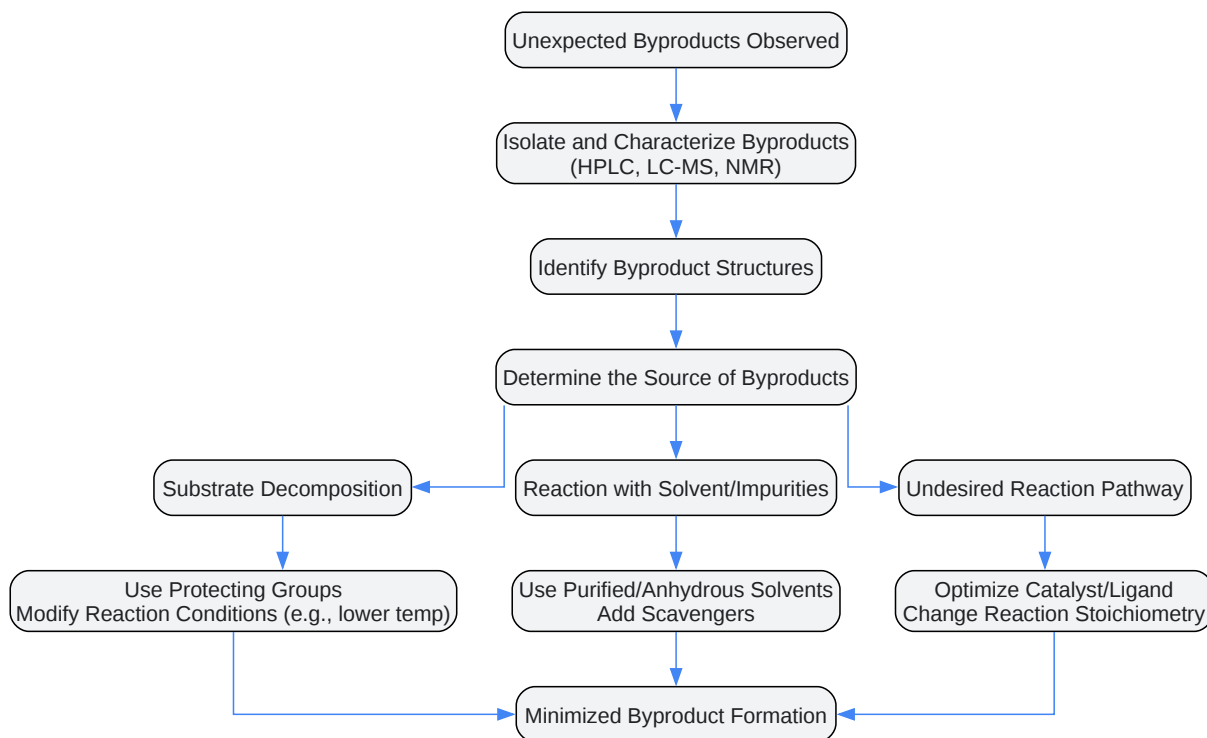 Unexpected Byproducts Observed
Isolate and Characterize Byproducts
(HPLC, LC-MS, NMR)
Identify Byproduct Structures
Determine the Source of Byproducts
Substrate Decomposition
Reaction with Solvent/Impurities
Undesired Reaction Pathway
Use Protecting Groups
Modify Reaction Conditions (e.g., lower temp)
Use Purified/Anhydrous Solvents
Add Scavengers
Optimize Catalyst/Ligand
Change Reaction Stoichiometry
Minimized Byproduct Formation